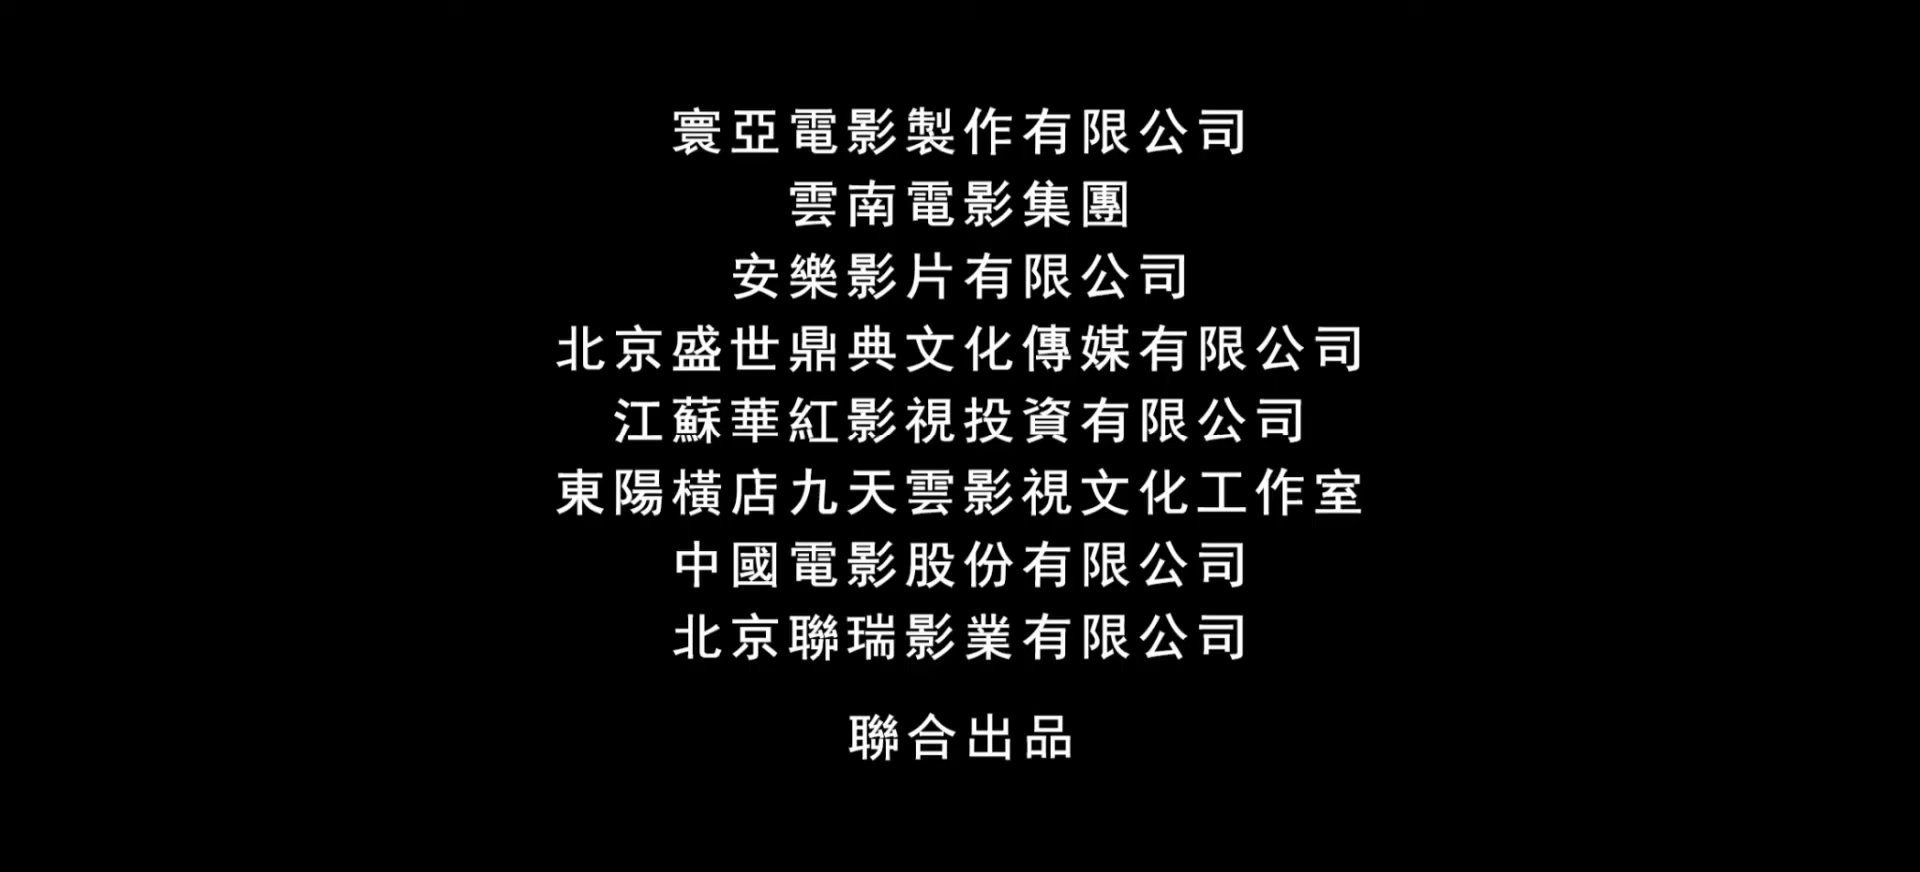 寰亞電影製作有限公司
雲南電影集團
安樂影片有限公司
北京盛世鼎典文化傳媒有限公司
江蘇華紅影視投資有限公司
東陽橫店九天雲影視文化工作室
中國電影股份有限公司
北京聯瑞影業有限公司
聯合出品